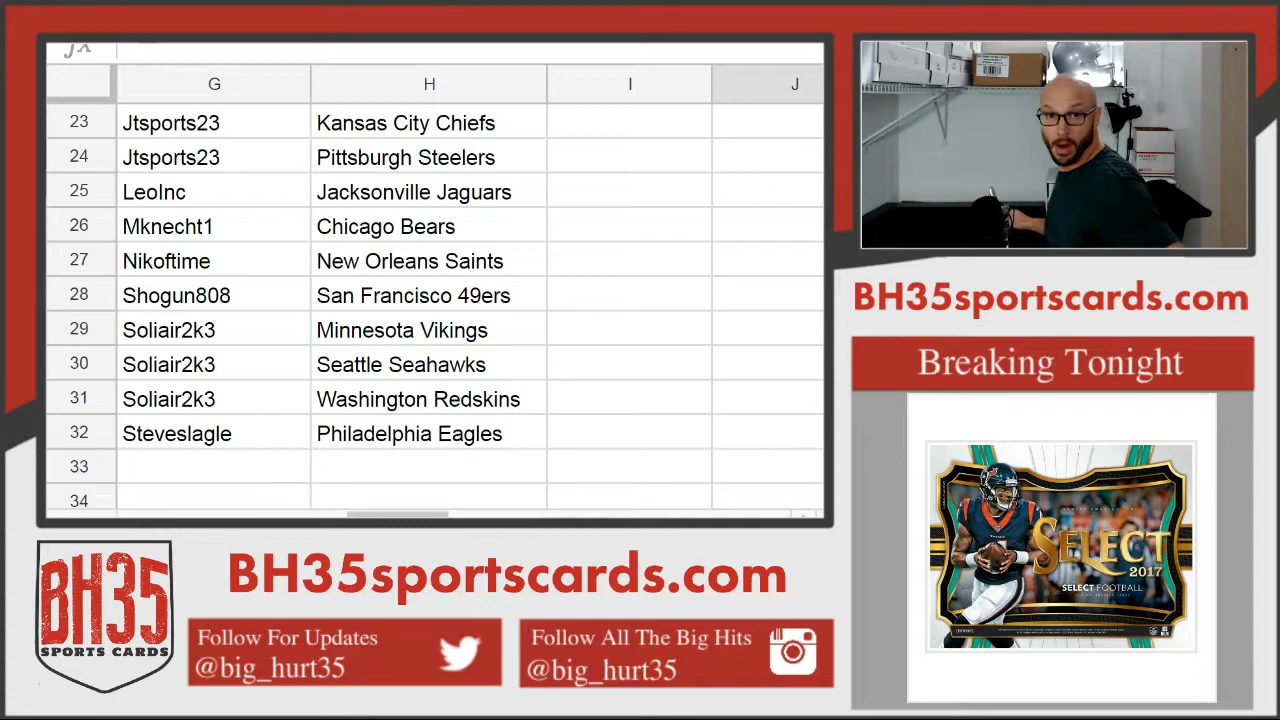 fx
G H I J
23 Jtsports23 Kansas City Chiefs
24 Jtsports23 Pittsburgh Steelers
25 LeoInc Jacksonville Jaguars
26 Mknecht1 Chicago Bears
27 Nikoftime New Orleans Saints
28 Shogun808 San Francisco 49ers
29 Soliair2k3 Minnesota Vikings
30 Soliair2k3 Seattle Seahawks
31 Soliair2k3 Washington Redskins
32 Steveslagle Philadelphia Eagles
33
34
BH35sportscards.com
Breaking Tonight
SELECT
2017
SELECT FOOTBALL
BH35
SPORTS CARDS
BH35sportscards.com
Follow For Updates
@big_hurt35
Follow All The Big Hits
@big_hurt35